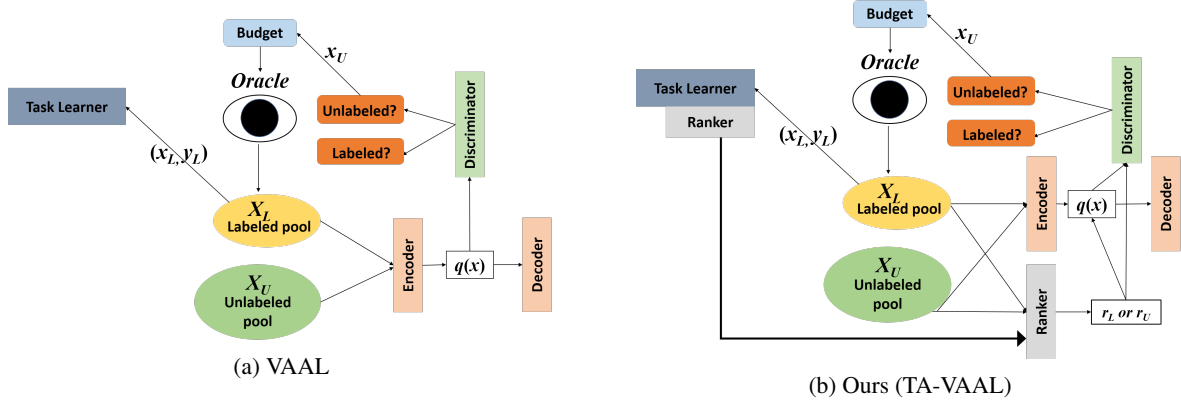 Budget
x_U
Oracle
Task Learner
Unlabeled?
Labeled?
Discriminator
(x_L, y_L)
X_L
Labeled pool
X_U
Unlabeled
pool
Encoder
q(x)
Decoder
(a) VAAL
Budget
x_U
Oracle
Task Learner
Ranker
Unlabeled?
Labeled?
Discriminator
(x_L, y_L)
X_L
Labeled pool
X_U
Unlabeled
pool
Encoder
q(x)
Decoder
Ranker
r_L or r_U
(b) Ours (TA-VAAL)